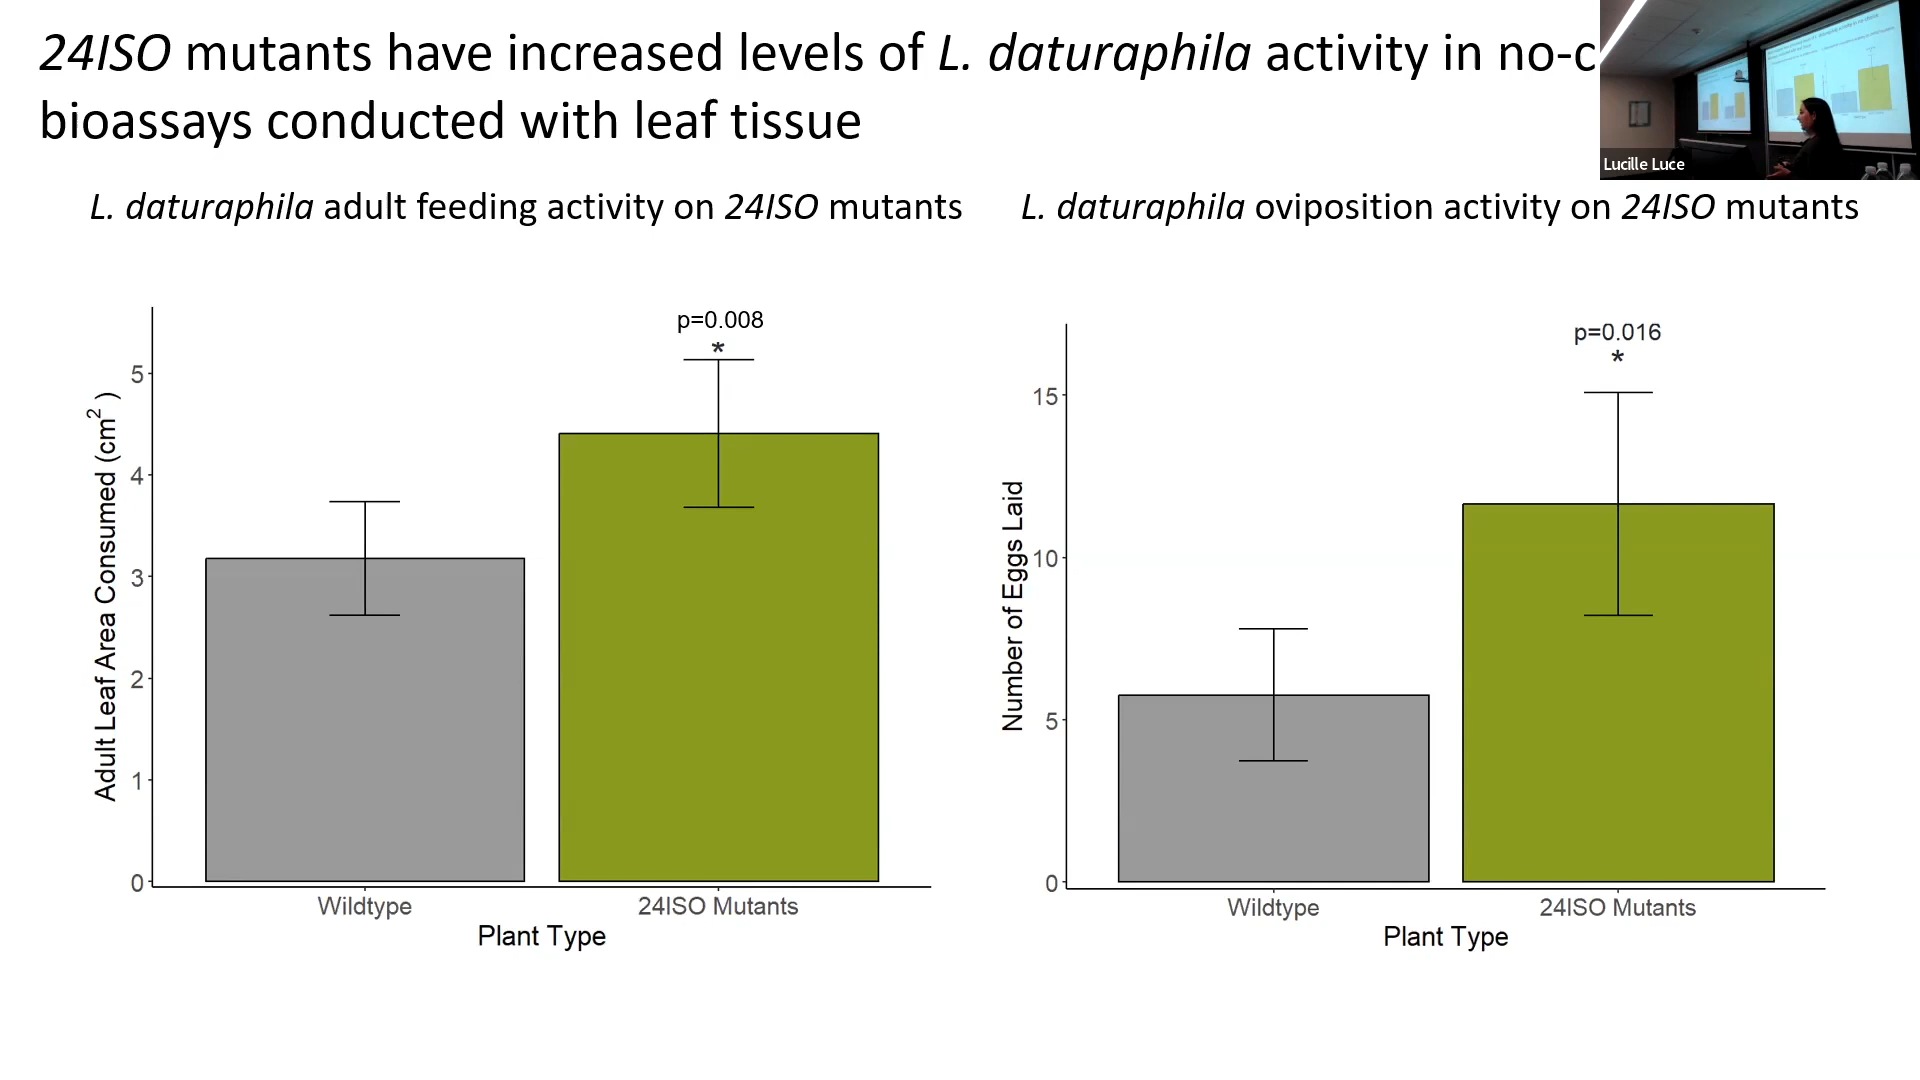 24ISO mutants have increased levels of L. daturaphila activity in no-c
bioassays conducted with leaf tissue
Lucille Luce
L. daturaphila adult feeding activity on 24ISO mutants
L. daturaphila oviposition activity on 24ISO mutants
p=0.008
*
5
4
3
2
1
0
Adult Leaf Area Consumed (cm²)
Wildtype
24ISO Mutants
Plant Type
p=0.016
*
15
10
5
0
Number of Eggs Laid
Wildtype
24ISO Mutants
Plant Type